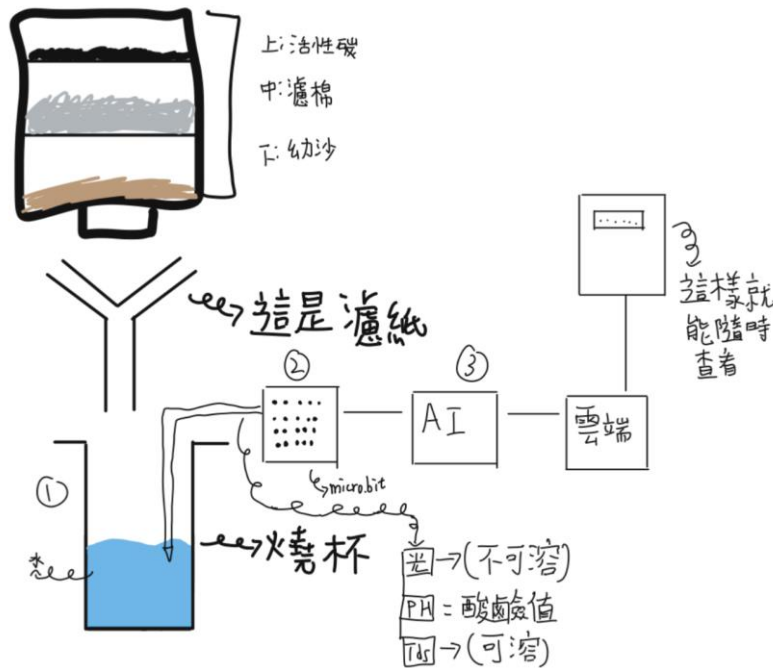 上:活性碳
中:濾棉
下:幼沙
這是濾紙
這樣就
能隨時
查看
②
③
AI
雲端
micro:bit
①
水
燒杯
光→(不可溶)
PH=酸鹼值
Tds→(可溶)